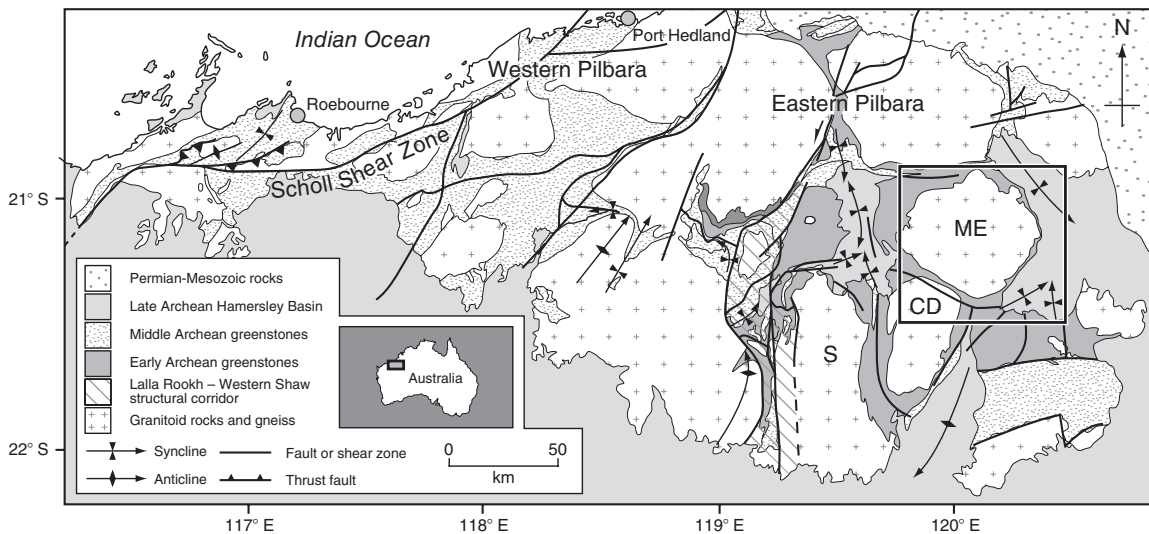 Indian Ocean
Port Hedland
N
Western Pilbara
Roebourne
Eastern Pilbara
Scholl Shear Zone
21° S
ME
CD
S
Permian-Mesozoic rocks
Late Archean Hamersley Basin
Middle Archean greenstones
Early Archean greenstones
Lalla Rookh – Western Shaw
structural corridor
Granitoid rocks and gneiss
Australia
Syncline
Fault or shear zone
0
50
km
Anticline
Thrust fault
22° S
117° E
118° E
119° E
120° E